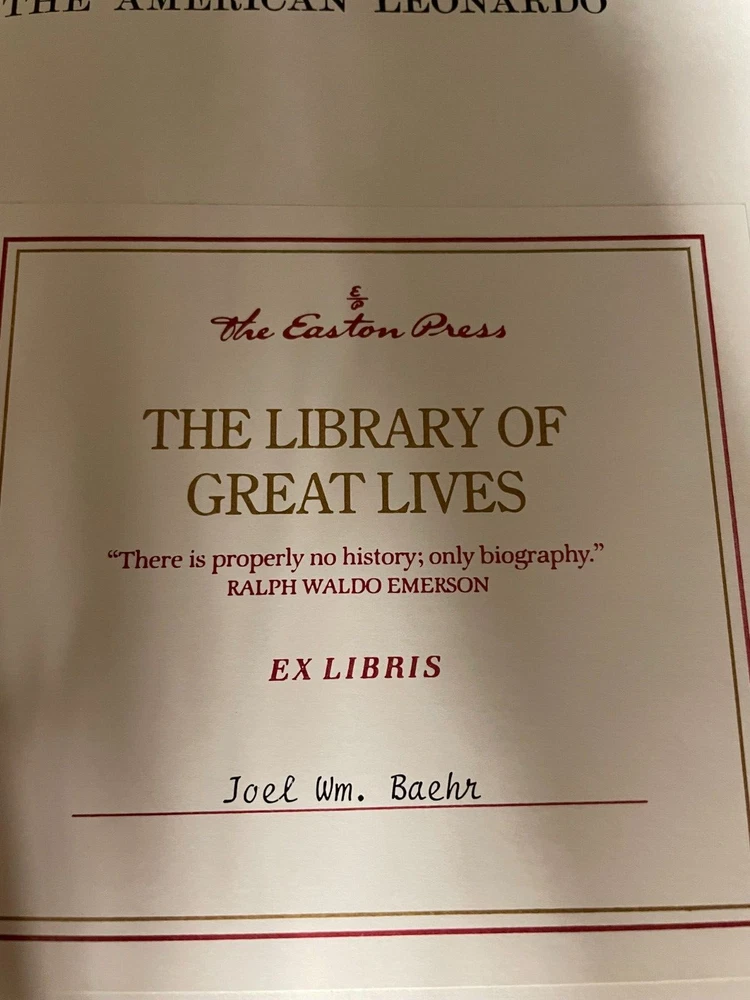 THE AMERICAN LEONARDO
E/P
the Easton Press
THE LIBRARY OF
GREAT LIVES
“There is properly no history; only biography.”
RALPH WALDO EMERSON
EX LIBRIS
Joel Wm. Baehr